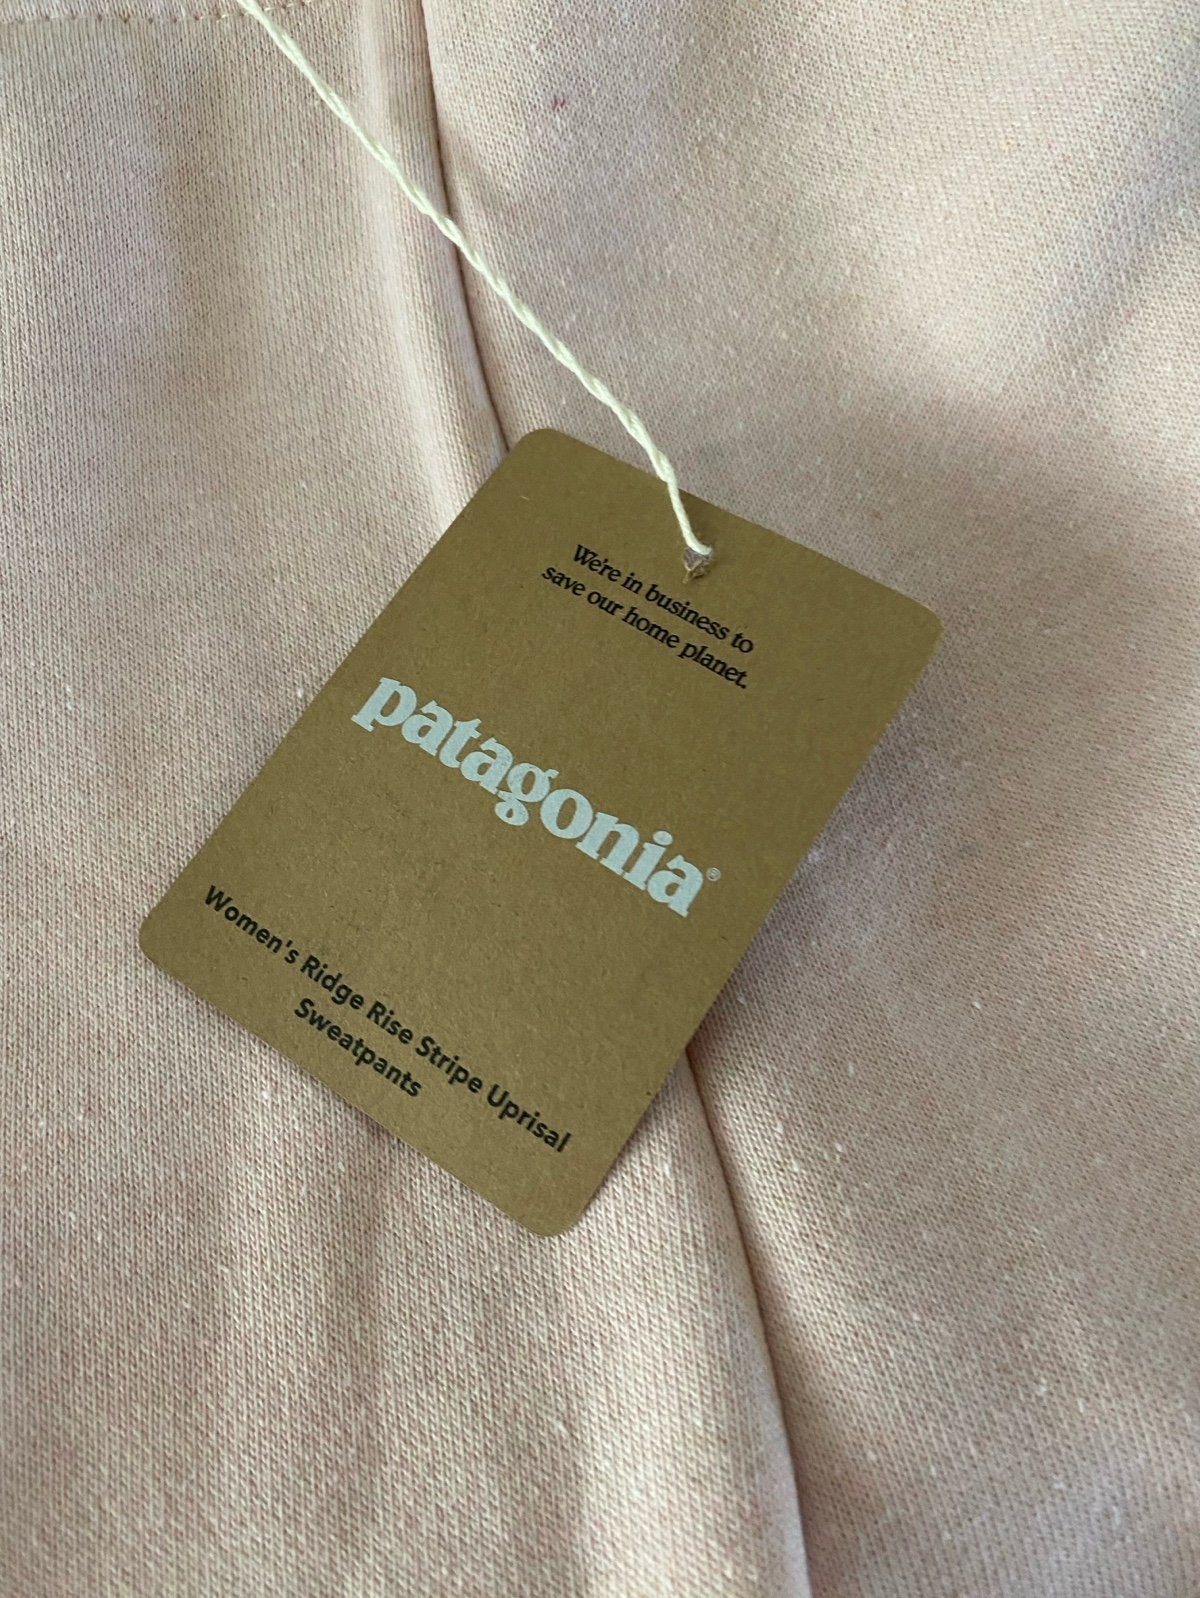 We're in business to
save our home planet.
patagonia®
Women's Ridge Rise Stripe Uprisal
Sweatpants